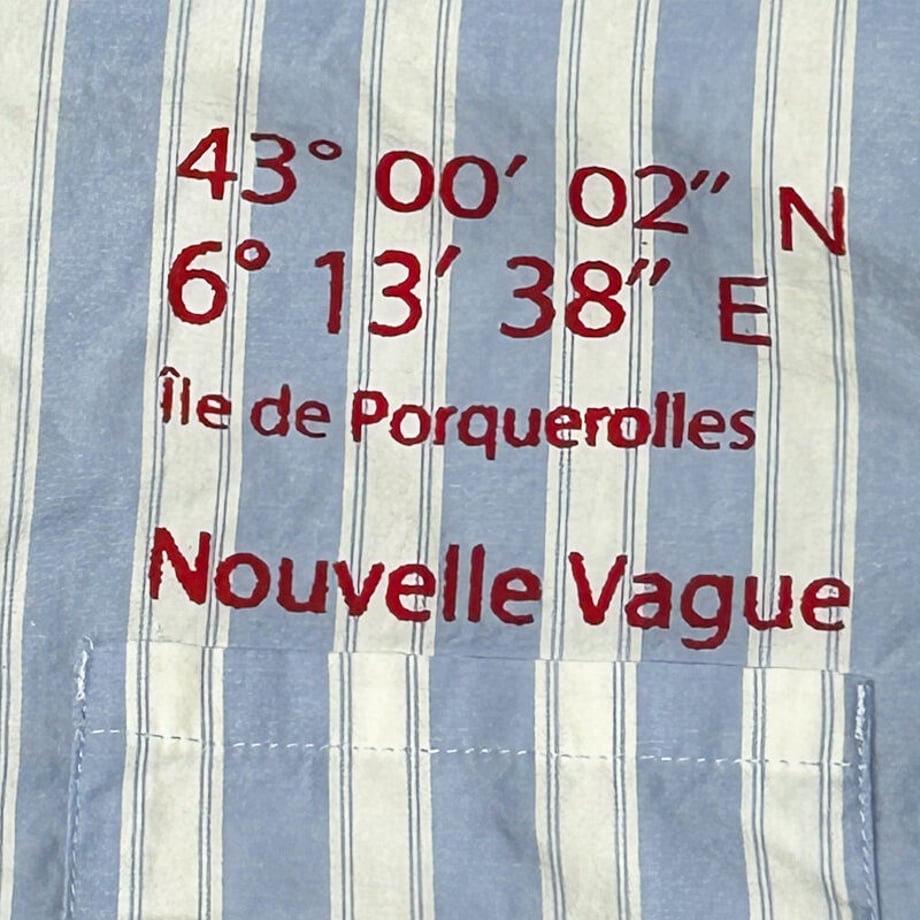 43° 00′ 02″ N
6° 13′ 38″ E
Île de Porquerolles
Nouvelle Vague